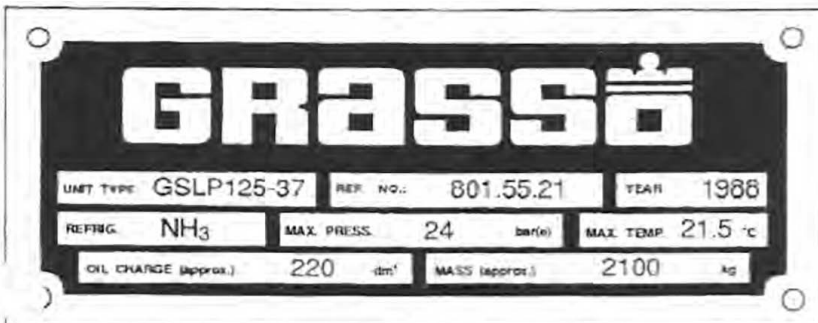 GRasso
UNIT TYPE GSLP125-37 REF. NO.: 801.55.21 YEAR 1988
REFRIG. NH₃ MAX. PRESS. 24 bar(e) MAX. TEMP. 21.5 °C
OIL CHARGE (approx.) 220 dm³ MASS (approx.) 2100 kg